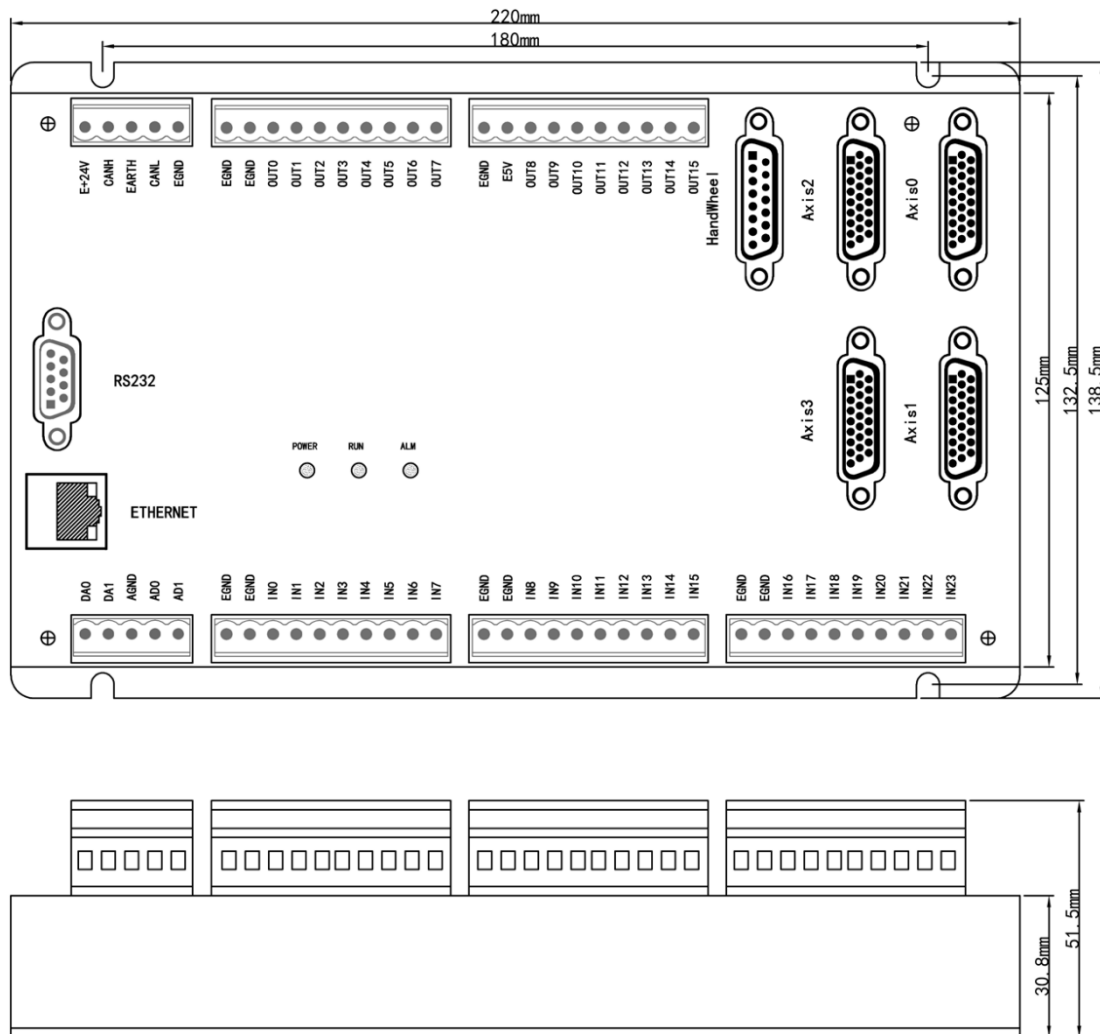 220mm
180mm
E+24V
CANH
EARTH
CANL
EGND
EGND
EGND
OUT0
OUT1
OUT2
OUT3
OUT4
OUT5
OUT6
OUT7
EGND
E5V
OUT8
OUT9
OUT10
OUT11
OUT12
OUT13
OUT14
OUT15
HandWheel
Axis2
Axis0
RS232
POWER
RUN
ALM
Axis3
Axis1
125mm
132.5mm
138.5mm
ETHERNET
DA0
DA1
AGND
AD0
AD1
EGND
EGND
IN0
IN1
IN2
IN3
IN4
IN5
IN6
IN7
EGND
EGND
IN8
IN9
IN10
IN11
IN12
IN13
IN14
IN15
EGND
EGND
IN16
IN17
IN18
IN19
IN20
IN21
IN22
IN23
30.8mm
51.5mm